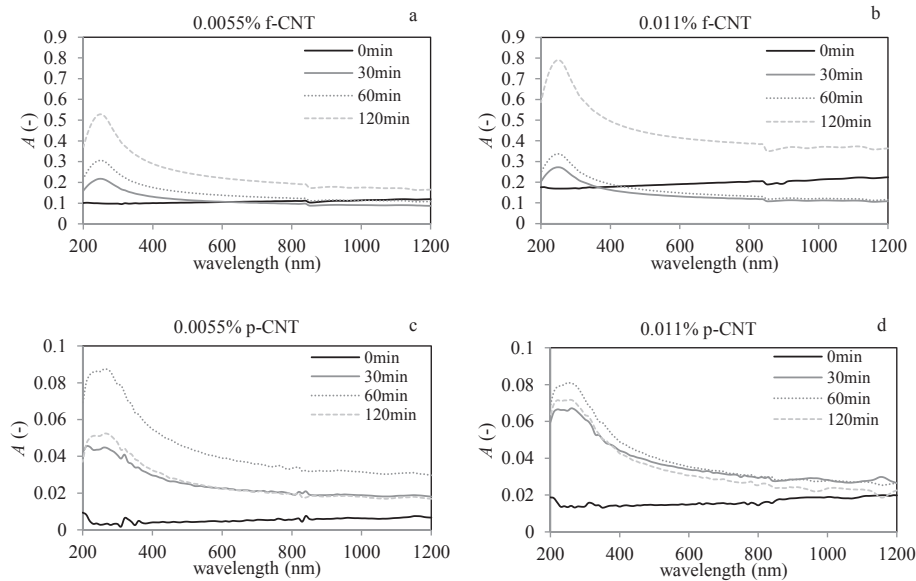 0.0055% f-CNT
a
0.9
0.8
0.7
0.6
0.5
0.4
0.3
0.2
0.1
0
A (-)
0min
30min
60min
120min
200 400 600 800 1000 1200
wavelength (nm)
0.011% f-CNT
b
0.9
0.8
0.7
0.6
0.5
0.4
0.3
0.2
0.1
0
A (-)
0min
30min
60min
120min
200 400 600 800 1000 1200
wavelength (nm)
0.0055% p-CNT
c
0.1
0.08
0.06
0.04
0.02
0
A (-)
0min
30min
60min
120min
200 400 600 800 1000 1200
wavelength (nm)
0.011% p-CNT
d
0.1
0.08
0.06
0.04
0.02
0
A (-)
0min
30min
60min
120min
200 400 600 800 1000 1200
wavelength (nm)